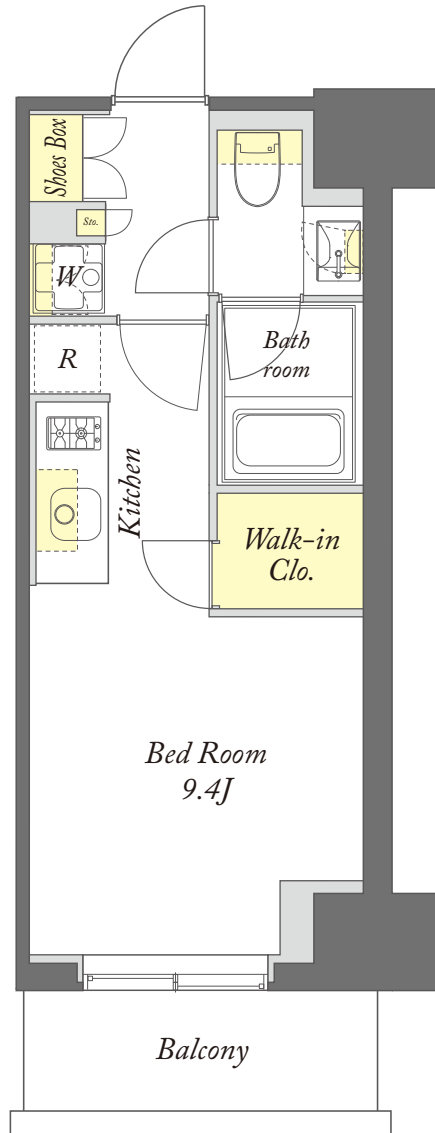 Shoes Box
Sto.
W
R
Bath
room
Kitchen
Walk-in
Clo.
Bed Room
9.4J
Balcony